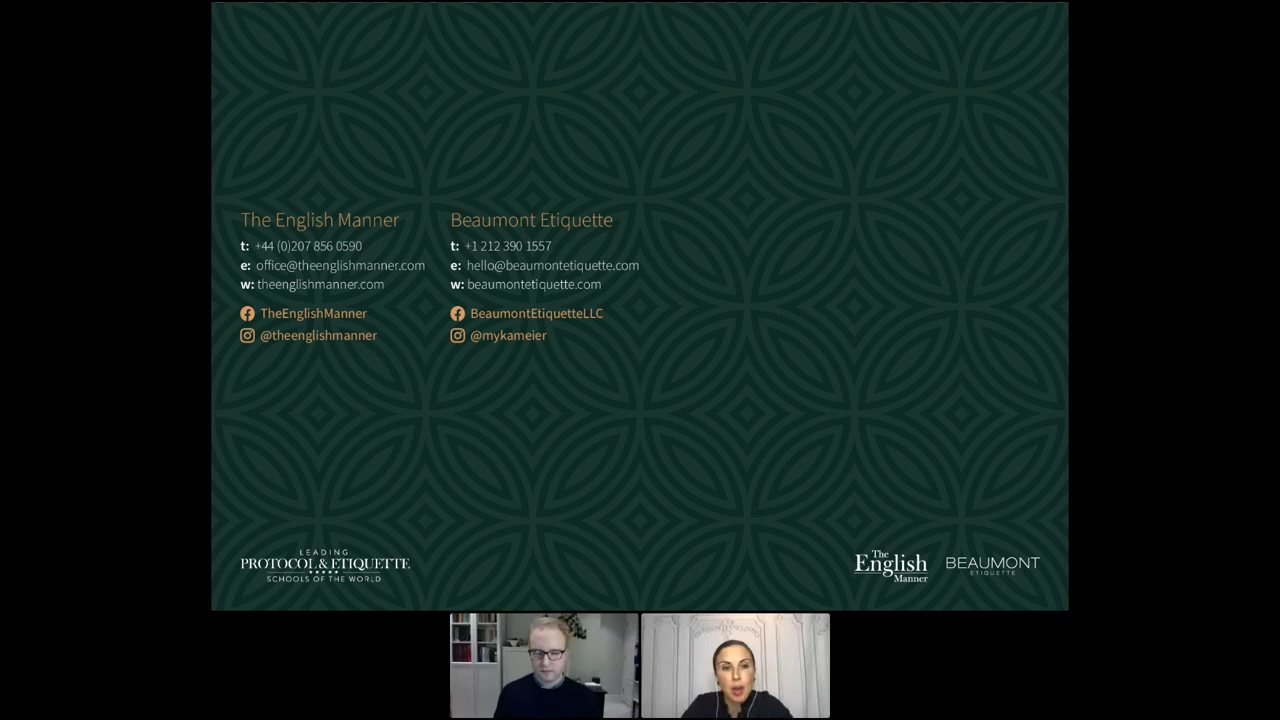 The English Manner
t: +44 (0)207 856 0590
e: office@theenglishmanner.com
w: theenglishmanner.com
TheEnglishManner
@theenglishmanner
Beaumont Etiquette
t: +1 212 390 1557
e: hello@beaumontetiquette.com
w: beaumontetiquette.com
BeaumontEtiquetteLLC
@mykameier
LEADING
PROTOCOL & ETIQUETTE
SCHOOLS OF THE WORLD
The
English
Manner
BEAUMONT
ETIQUETTE